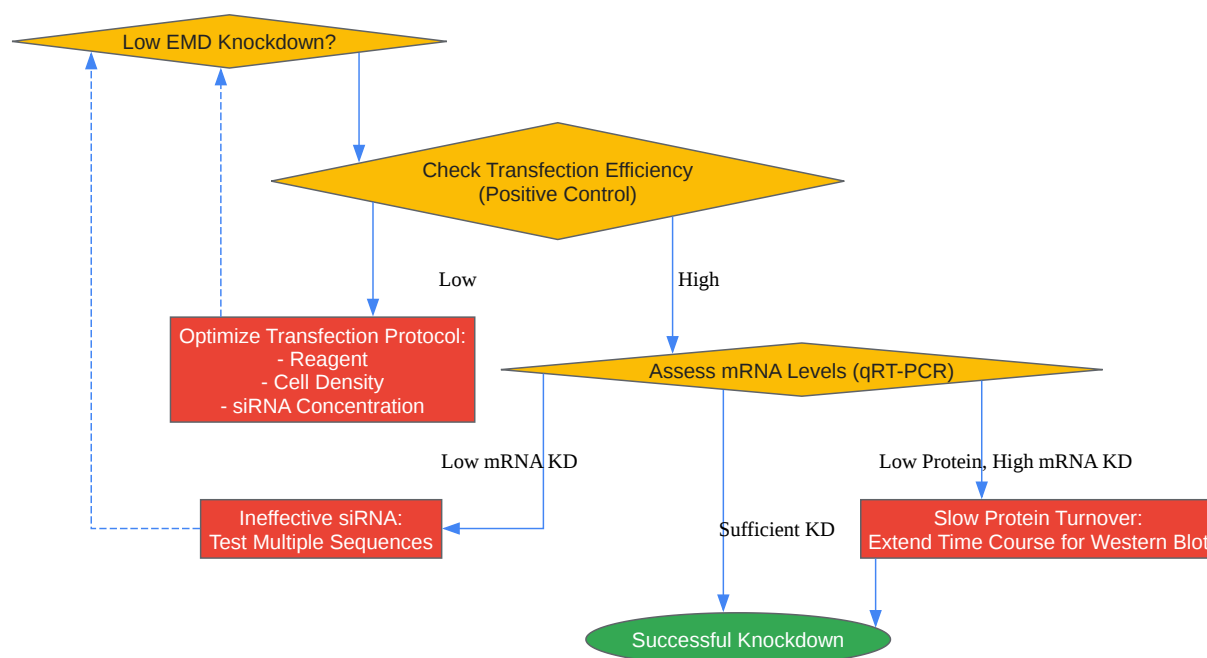 Low EMD Knockdown?
Check Transfection Efficiency
(Positive Control)
Low
High
Optimize Transfection Protocol:
- Reagent
- Cell Density
- siRNA Concentration
Assess mRNA Levels (qRT-PCR)
Low mRNA KD
Low Protein, High mRNA KD
Ineffective siRNA:
Test Multiple Sequences
Sufficient KD
Slow Protein Turnover:
Extend Time Course for Western Blot
Successful Knockdown